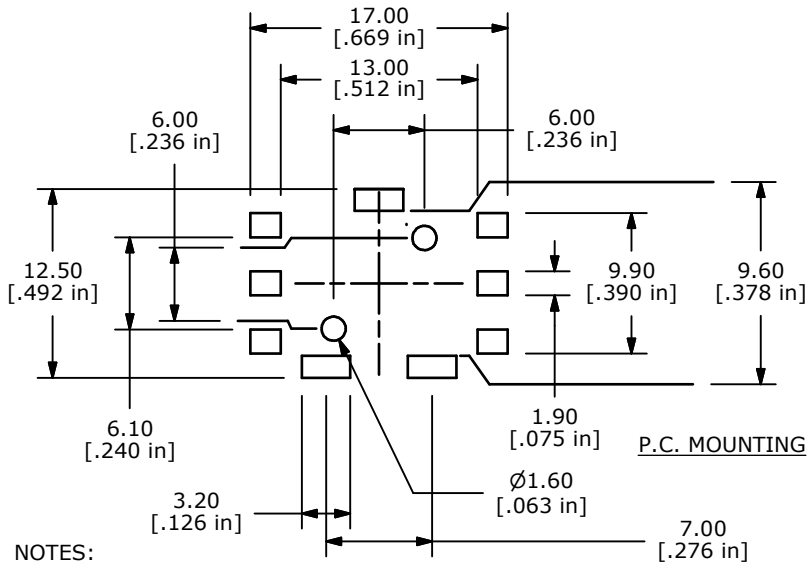 17.00
[.669 in]
13.00
[.512 in]
6.00
[.236 in]
6.00
[.236 in]
12.50
[.492 in]
9.90
[.390 in]
9.60
[.378 in]
6.10
[.240 in]
1.90
[.075 in]
P.C. MOUNTING
3.20
[.126 in]
Ø1.60
[.063 in]
7.00
[.276 in]
NOTES: